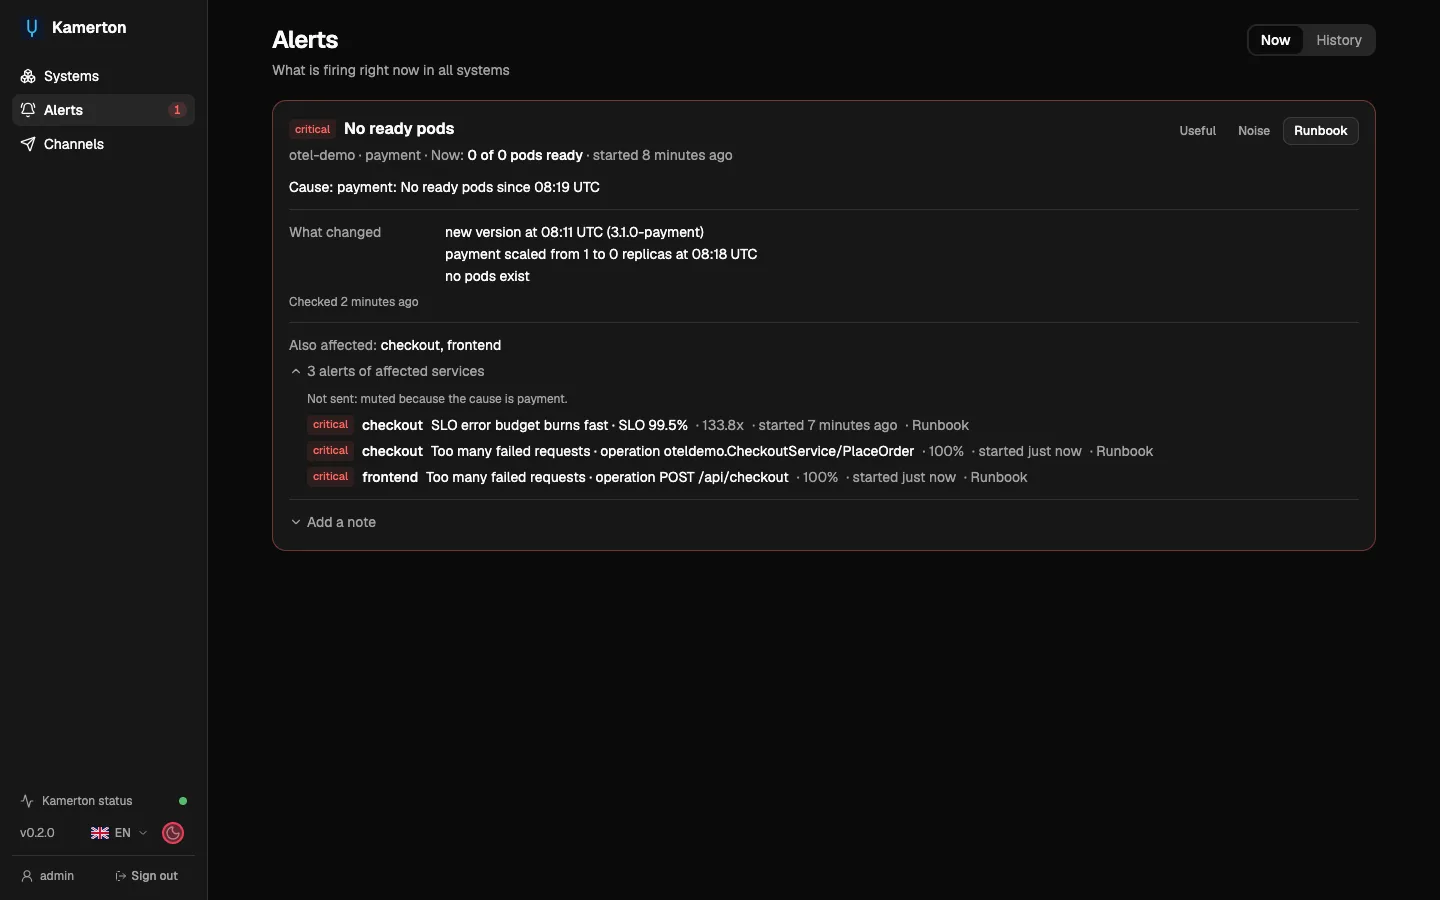 Kamerton
Systems
Alerts 1
Channels
Alerts
What is firing right now in all systems
Now History
critical No ready pods
Useful Noise Runbook
otel-demo · payment · Now: 0 of 0 pods ready · started 8 minutes ago
Cause: payment: No ready pods since 08:19 UTC
What changed new version at 08:11 UTC (3.1.0-payment)
payment scaled from 1 to 0 replicas at 08:18 UTC
no pods exist
Checked 2 minutes ago
Also affected: checkout, frontend
3 alerts of affected services
Not sent: muted because the cause is payment.
critical checkout SLO error budget burns fast · SLO 99.5% · 133.8x · started 7 minutes ago · Runbook
critical checkout Too many failed requests · operation oteldemo.CheckoutService/PlaceOrder · 100% · started just now · Runbook
critical frontend Too many failed requests · operation POST /api/checkout · 100% · started just now · Runbook
Add a note
Kamerton status
v0.2.0 EN
admin Sign out